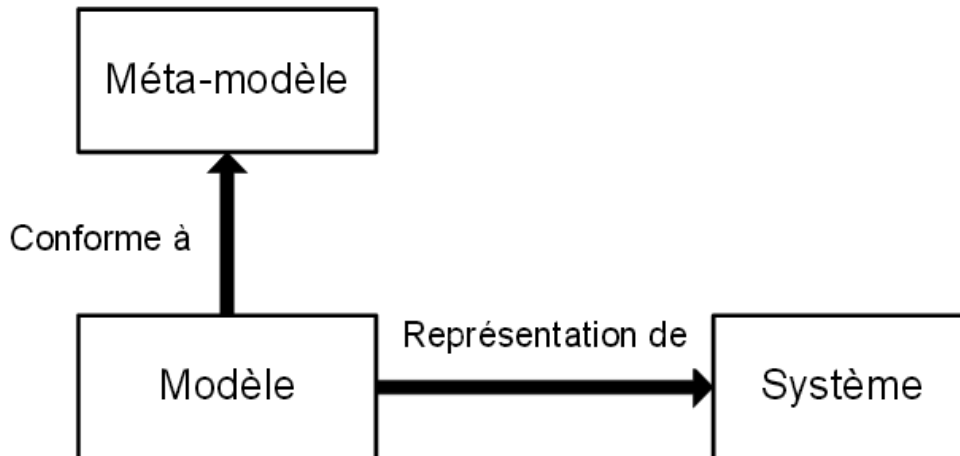 Méta-modèle
Conforme à
Représentation de
Modèle
Système